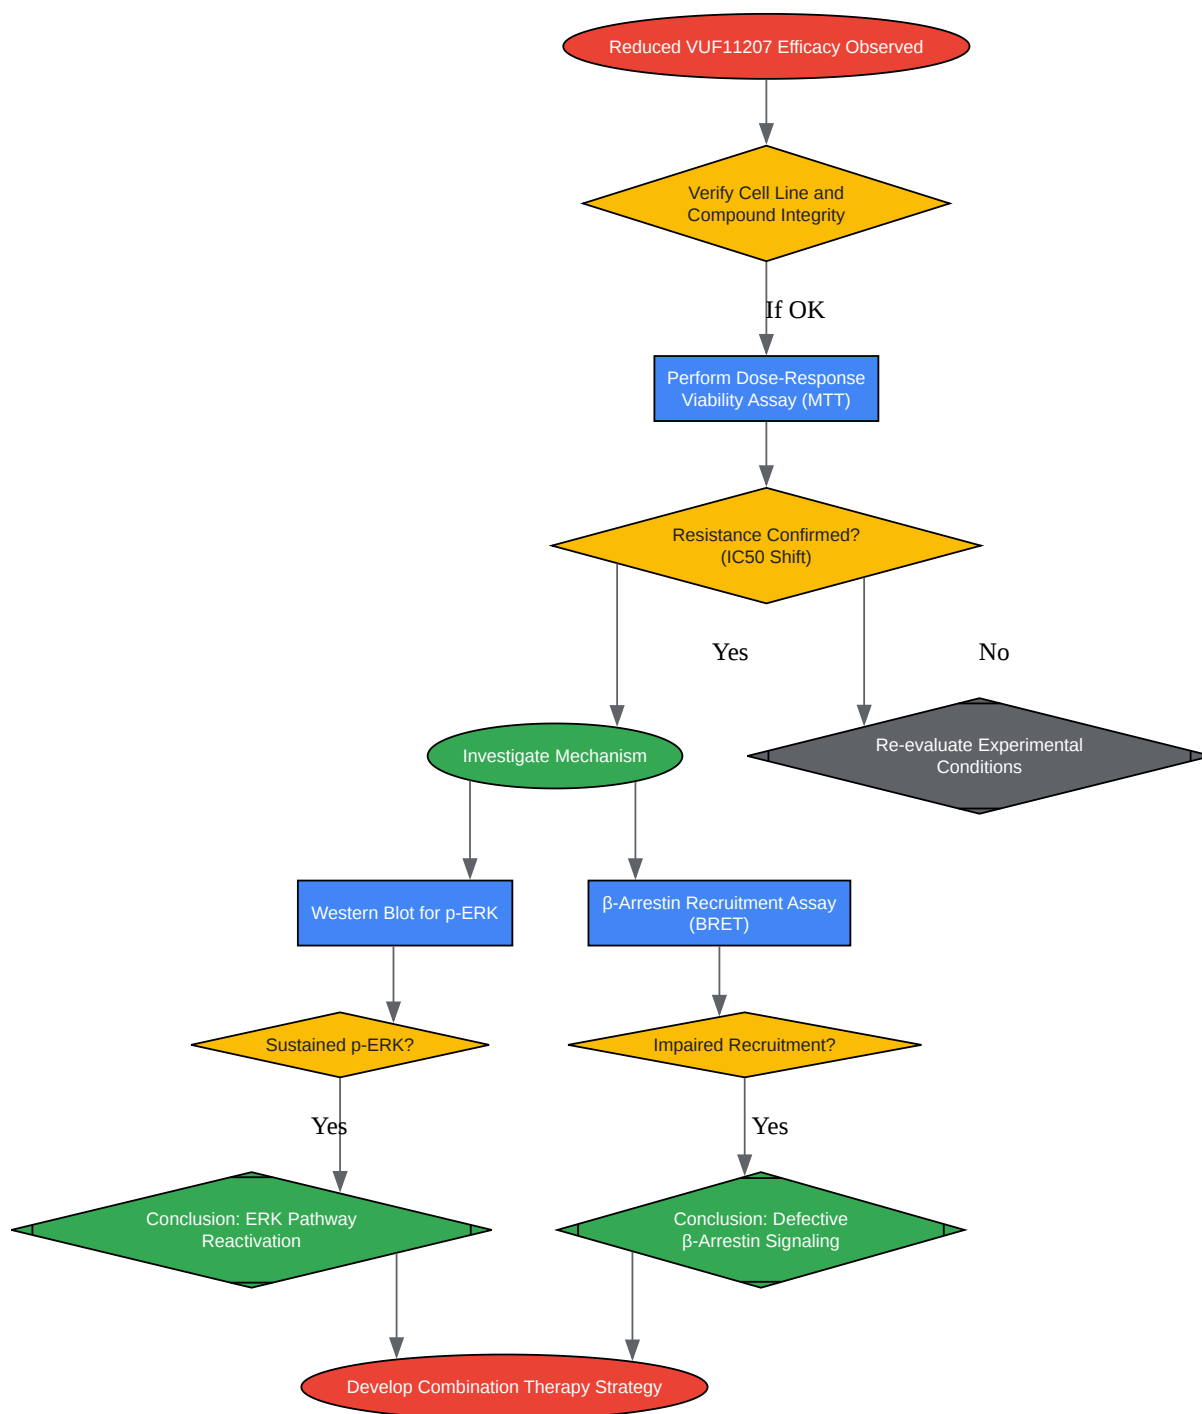 Reduced VUF11207 Efficacy Observed
Verify Cell Line and
Compound Integrity
If OK
Perform Dose-Response
Viability Assay (MTT)
Resistance Confirmed?
(IC50 Shift)
Yes
No
Investigate Mechanism
Re-evaluate Experimental
Conditions
Western Blot for p-ERK
β-Arrestin Recruitment Assay
(BRET)
Sustained p-ERK?
Impaired Recruitment?
Yes
Yes
Conclusion: ERK Pathway
Reactivation
Conclusion: Defective
β-Arrestin Signaling
Develop Combination Therapy Strategy